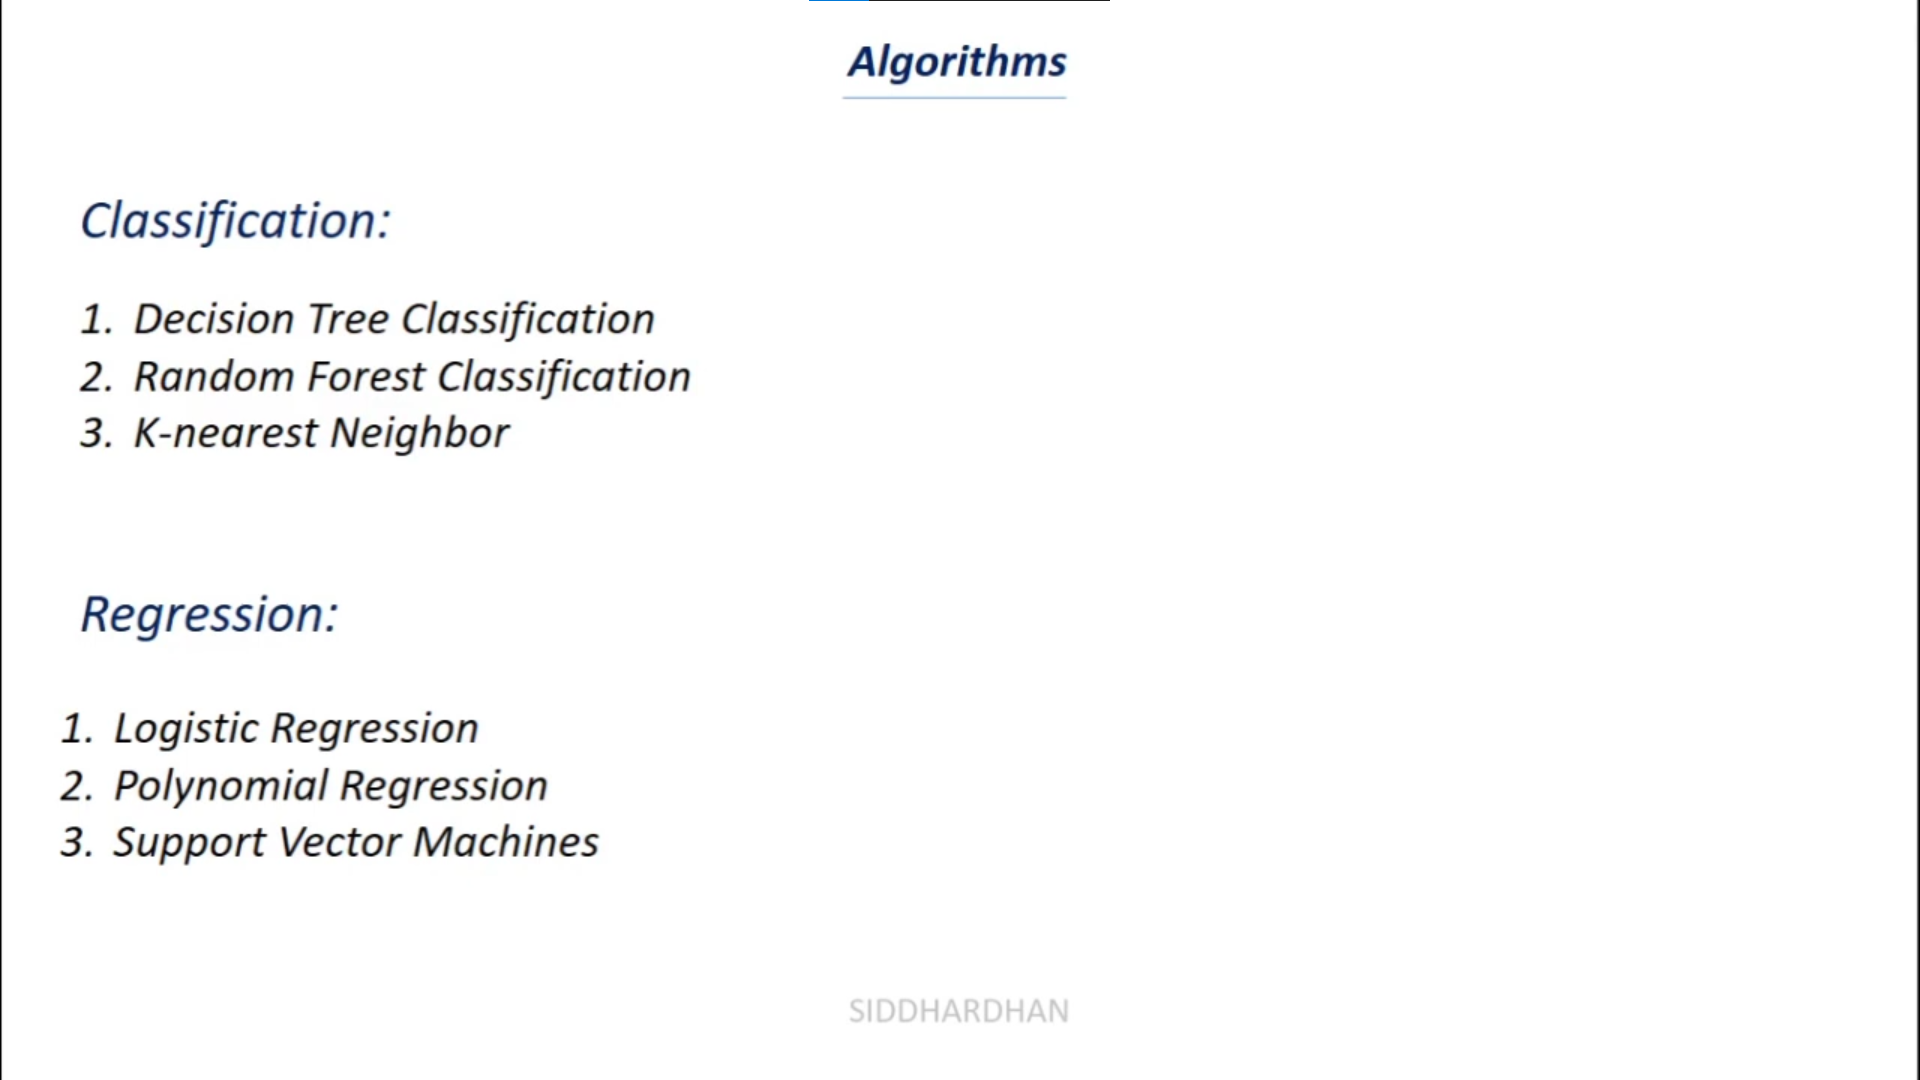 Algorithms
Classification:
1. Decision Tree Classification
2. Random Forest Classification
3. K-nearest Neighbor
Regression:
1. Logistic Regression
2. Polynomial Regression
3. Support Vector Machines
SIDDHARDHAN